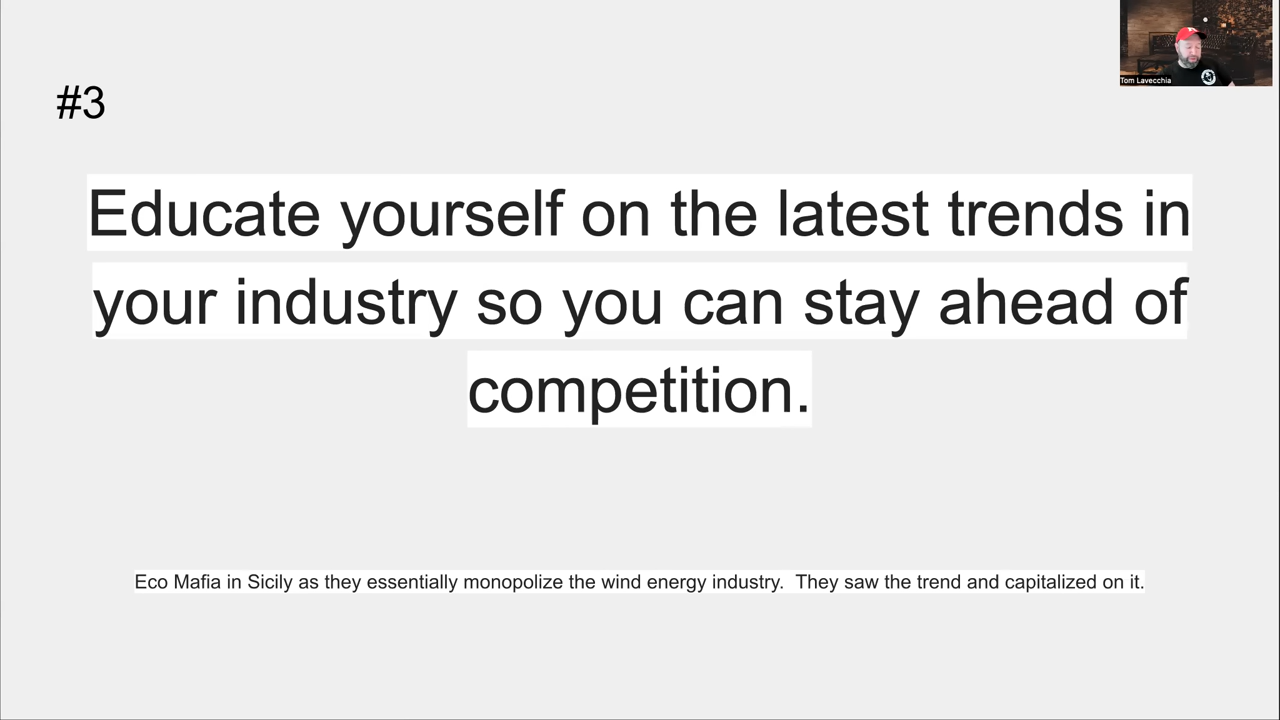 Tom Lavecchia
#3
Educate yourself on the latest trends in
your industry so you can stay ahead of
competition.
Eco Mafia in Sicily as they essentially monopolize the wind energy industry.  They saw the trend and capitalized on it.